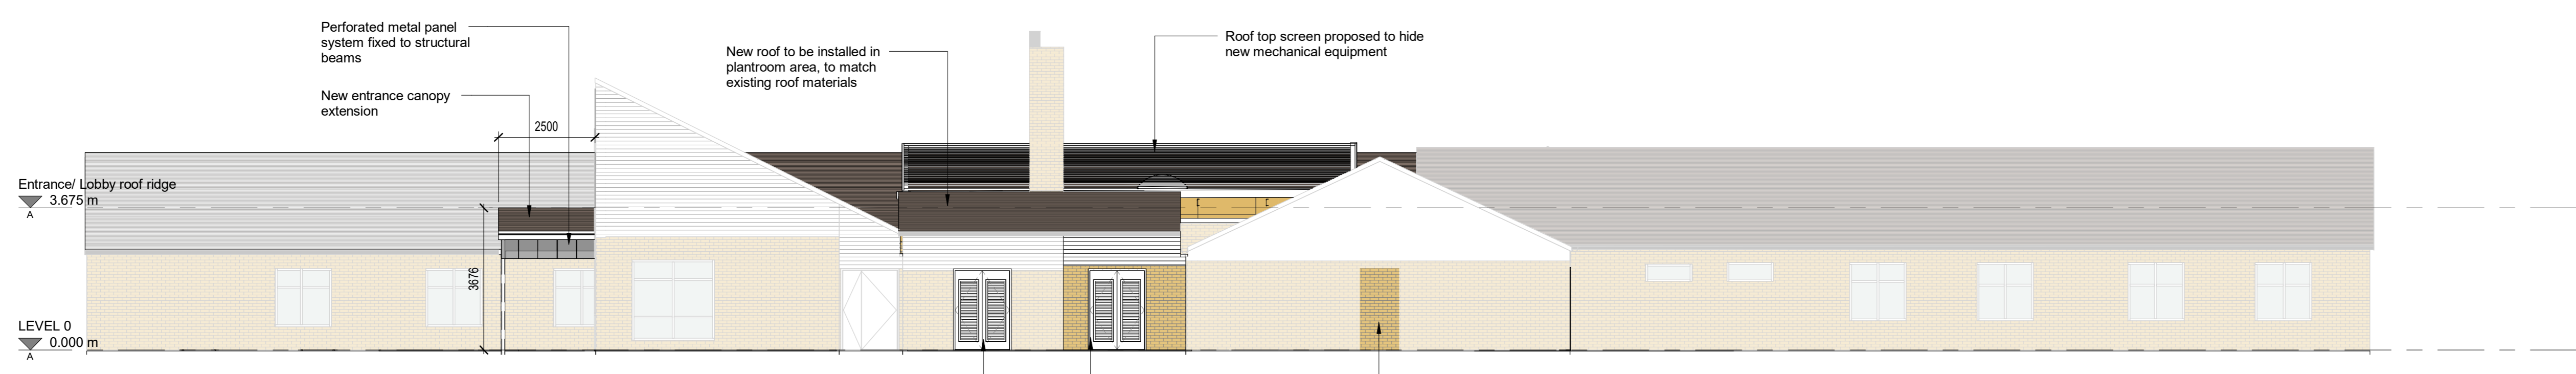 Perforated metal panel
system fixed to structural
beams
New entrance canopy
extension
2500
New roof to be installed in
plantroom area, to match
existing roof materials
Roof top screen proposed to hide
new mechanical equipment
Entrance/ Lobby roof ridge
3.675 m
A
3676
LEVEL 0
0.000 m
A